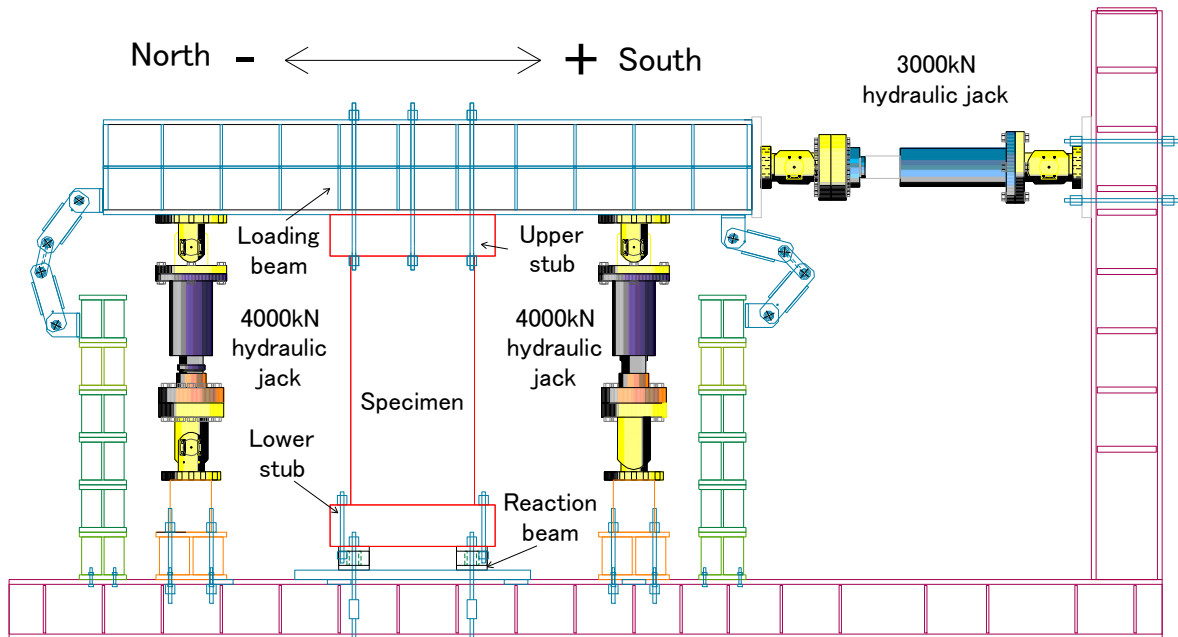 North - + South
3000kN
hydraulic jack
Loading
beam
Upper
stub
4000kN
hydraulic
jack
4000kN
hydraulic
jack
Specimen
Lower
stub
Reaction
beam